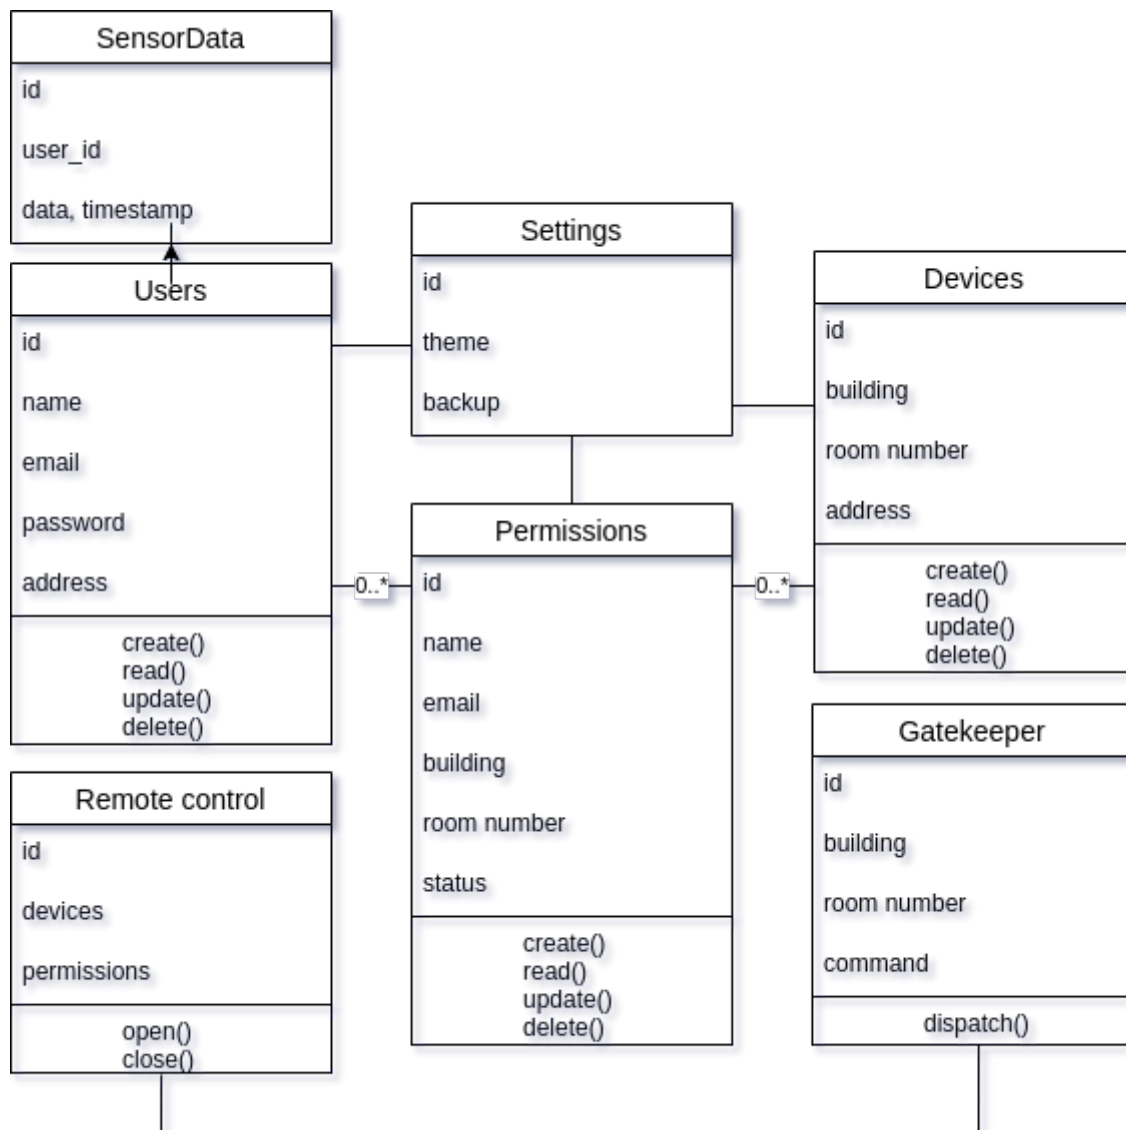 SensorData
id
user_id
data, timestamp
Users
id
name
email
password
address
create()
read()
update()
delete()
Remote control
id
devices
permissions
open()
close()
Settings
id
theme
backup
Permissions
id
name
email
building
room number
status
create()
read()
update()
delete()
0..*
0..*
Devices
id
building
room number
address
create()
read()
update()
delete()
Gatekeeper
id
building
room number
command
dispatch()